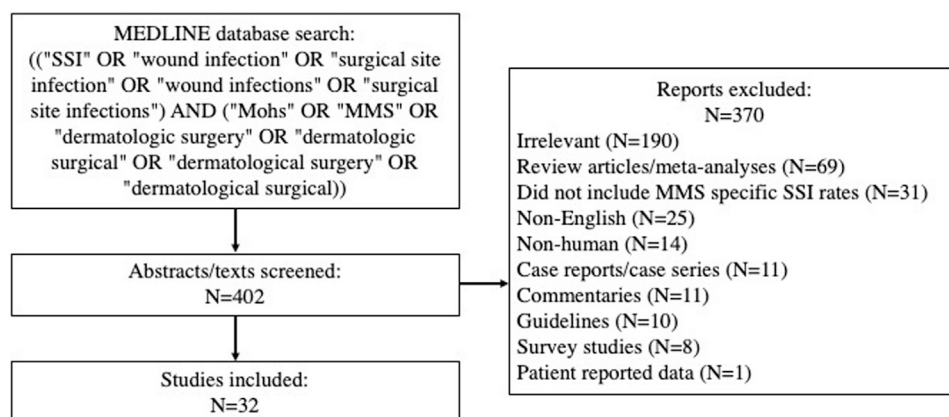 MEDLINE database search:
(("SSI" OR "wound infection" OR "surgical site
infection" OR "wound infections" OR "surgical
site infections") AND ("Mohs" OR "MMS" OR
"dermatologic surgery" OR "dermatologic
surgical" OR "dermatological surgery" OR
"dermatological surgical))
Abstracts/texts screened:
N=402
Studies included:
N=32
Reports excluded:
N=370
Irrelevant (N=190)
Review articles/meta-analyses (N=69)
Did not include MMS specific SSI rates (N=31)
Non-English (N=25)
Non-human (N=14)
Case reports/case series (N=11)
Commentaries (N=11)
Guidelines (N=10)
Survey studies (N=8)
Patient reported data (N=1)